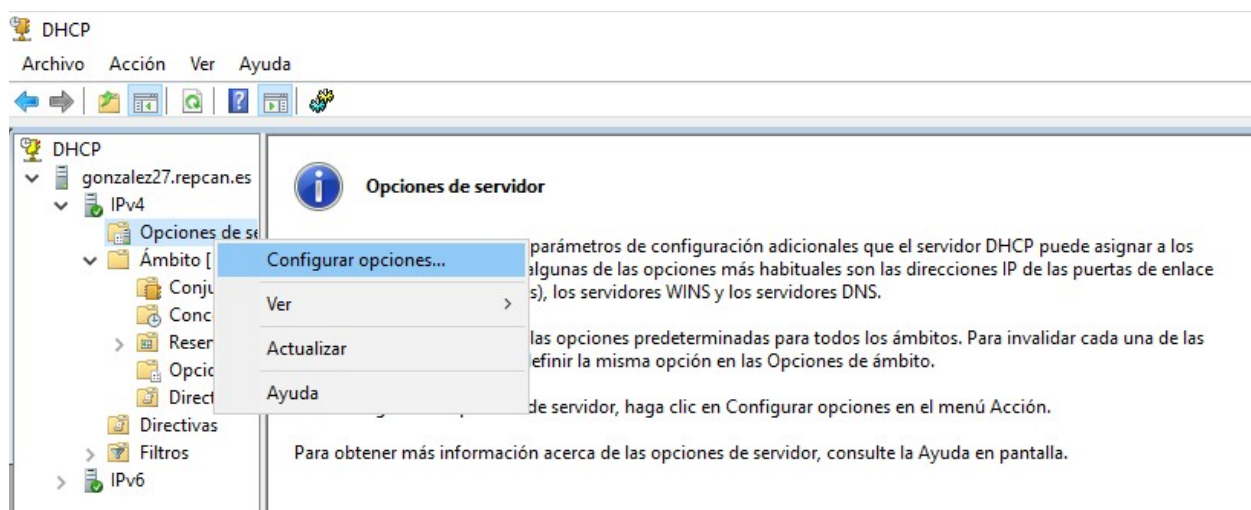 DHCP
Archivo Acción Ver Ayuda
DHCP
gonzalez27.repcan.es
IPv4
Opciones de se
Ámbito [
Conju
Conc
Reser
Opcio
Direct
Directivas
Filtros
IPv6
Configurar opciones...
Ver
Actualizar
Ayuda
Opciones de servidor
parámetros de configuración adicionales que el servidor DHCP puede asignar a los
algunas de las opciones más habituales son las direcciones IP de las puertas de enlace
s), los servidores WINS y los servidores DNS.
las opciones predeterminadas para todos los ámbitos. Para invalidar cada una de las
efinir la misma opción en las Opciones de ámbito.
de servidor, haga clic en Configurar opciones en el menú Acción.
Para obtener más información acerca de las opciones de servidor, consulte la Ayuda en pantalla.